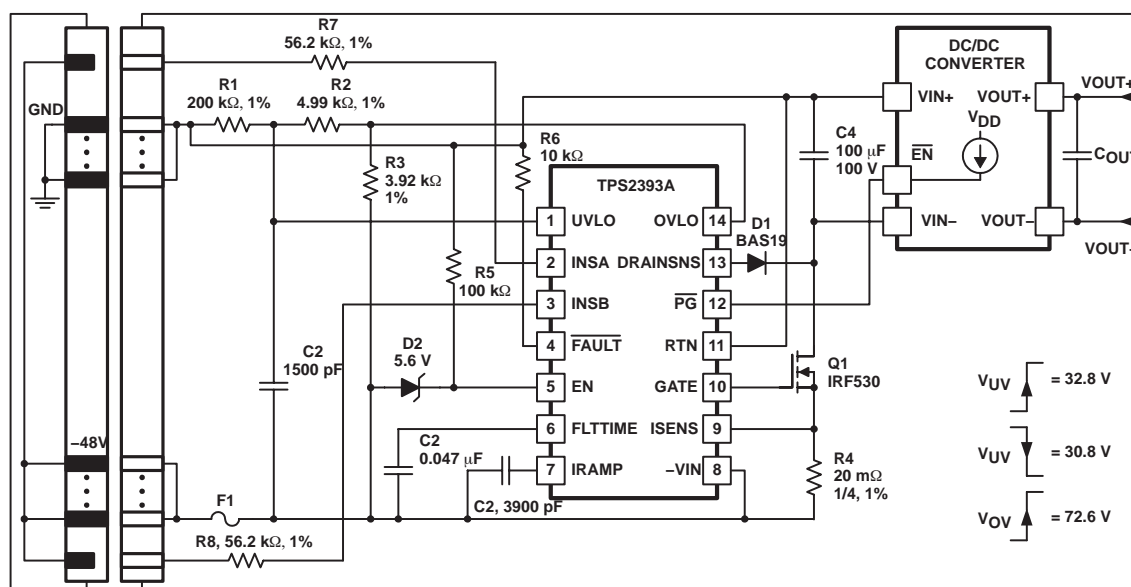 R7
56.2 kΩ, 1%
R1
200 kΩ, 1%
R2
4.99 kΩ, 1%
GND
R3
3.92 kΩ
1%
R6
10 kΩ
R5
100 kΩ
TPS2393A
1
UVLO
OVLO
14
2
INSA
DRAINSNS
13
3
INSB
PG
12
4
FAULT
RTN
11
5
EN
GATE
10
6
FLTTIME
ISENS
9
7
IRAMP
–VIN
8
D1
BAS19
C4
100 µF
100 V
DC/DC
CONVERTER
VIN+
VOUT+
VDD
EN
VIN–
VOUT–
VOUT+
COUT
VOUT–
D2
5.6 V
C2
1500 pF
C2
0.047 µF
C2, 3900 pF
Q1
IRF530
R4
20 mΩ
1/4, 1%
–48V
F1
R8, 56.2 kΩ, 1%
VUV = 32.8 V
VUV = 30.8 V
VOV = 72.6 V